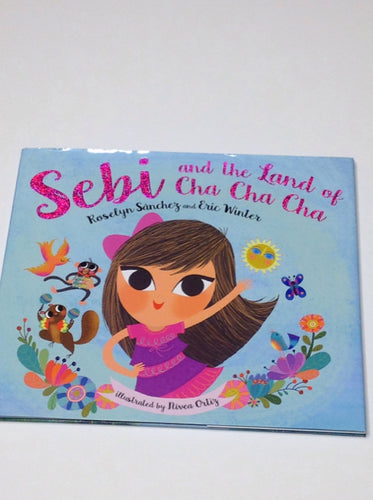 Sebi and the Land of
Cha Cha Cha
Roselyn Sánchez and Eric Winter
illustrated by Nivea Ortiz